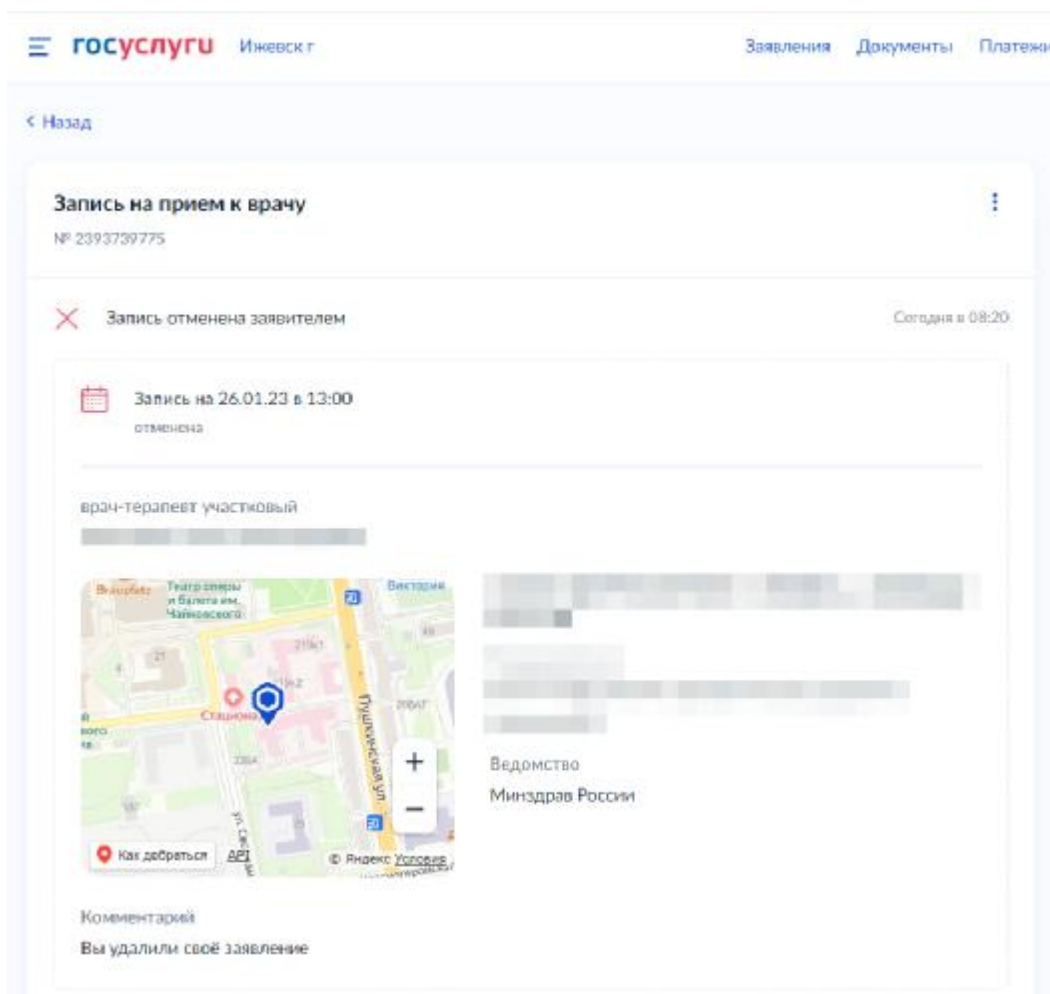 госуслуги Ижевск г Заявления Документы Платежи
Назад
Запись на прием к врачу
№ 2393739775
Запись отменена заявителем Сегодня в 08:20
Запись на 26.01.23 в 13:00
отменена
врач-терапевт участковый
Театр оперы
и балета им.
Чайковского
Виктория
21
Стациона
Пушкинская ул.
+
Ведомство
Минздрав России
−
Как добраться API © Яндекс Условия
Комментарий
Вы удалили своё заявление